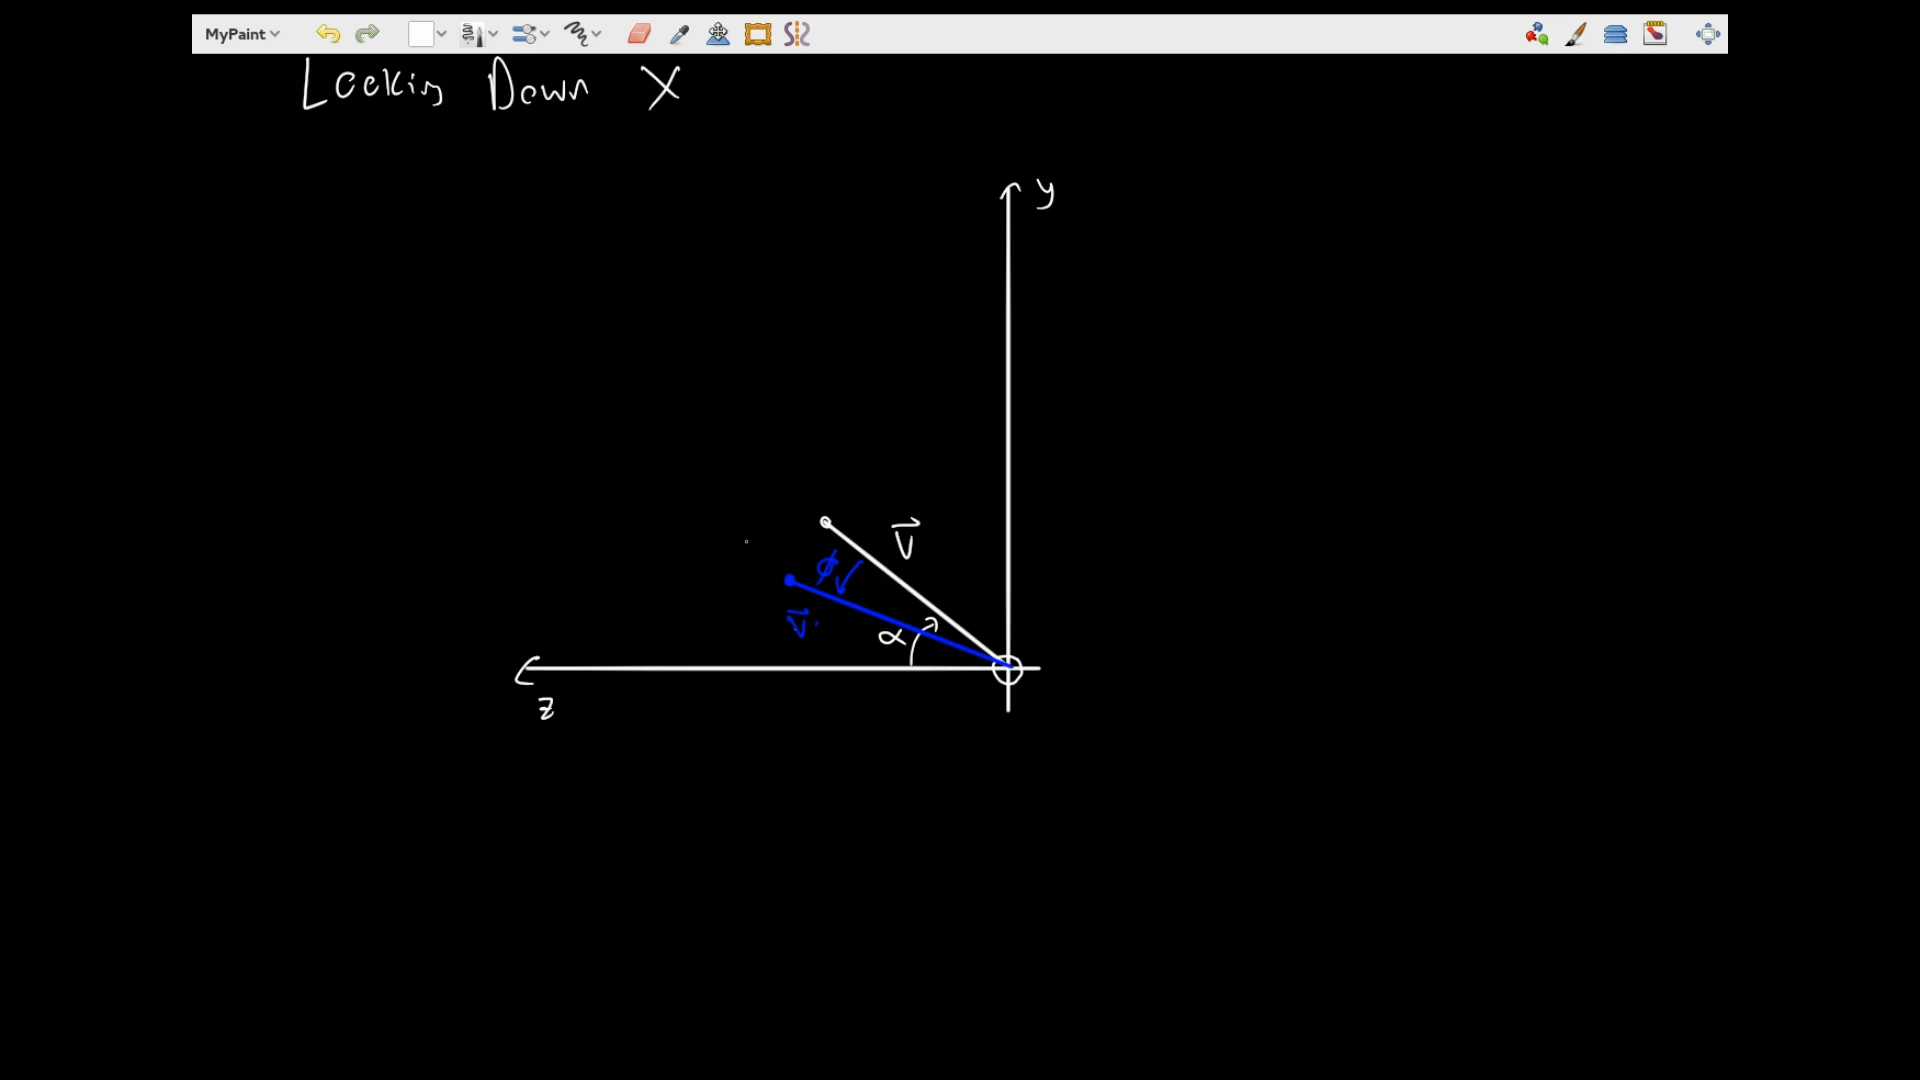 MyPaint
Looking Down X
y
V
ϕ
V'
α
z